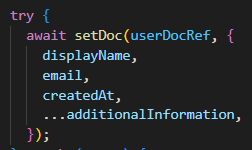 try {
await setDoc(userDocRef, {
displayName,
email,
createdAt,
...additionalInformation,
});